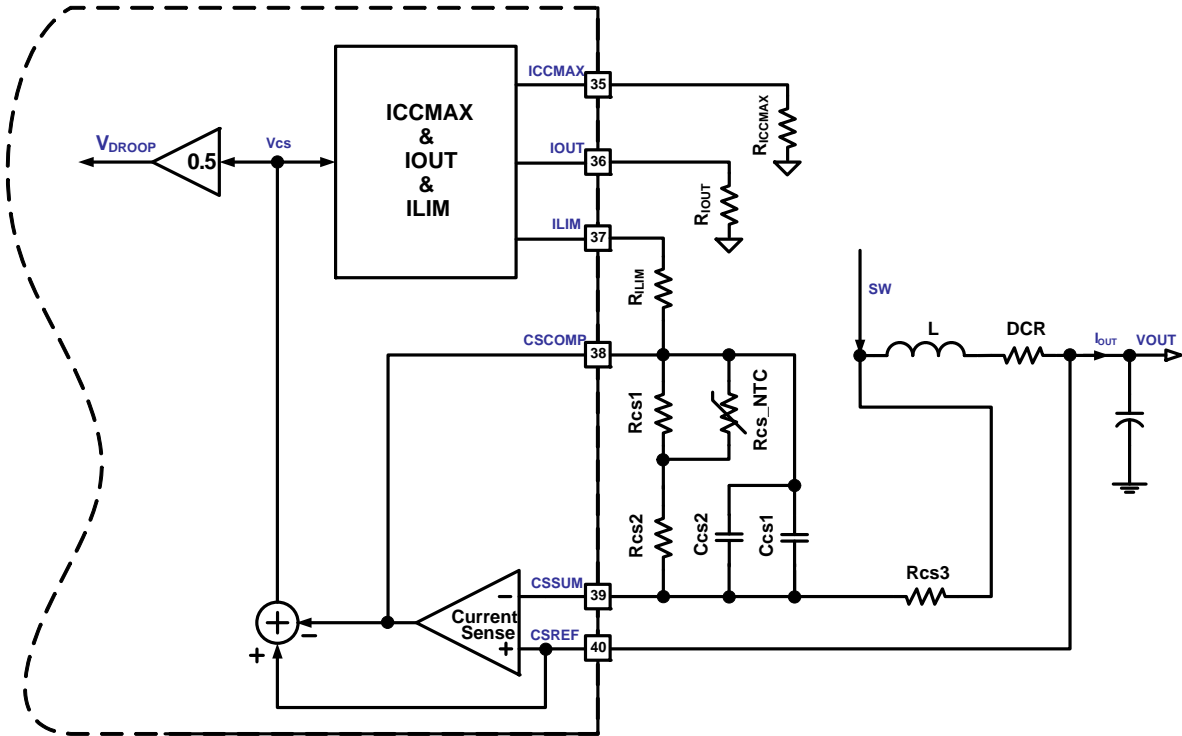 ICCMAX
35
ICCMAX
&
IOUT
&
ILIM
RICCMAX
VDROOP
0.5
Vcs
IOUT
36
RIOUT
ILIM
37
RILIM
SW
CSCOMP
38
L
DCR
IOUT
VOUT
Rcs1
Rcs_NTC
Rcs2
Ccs2
Ccs1
Rcs3
CSSUM
39
−
Current
Sense
CSREF
+
40
+
−
+